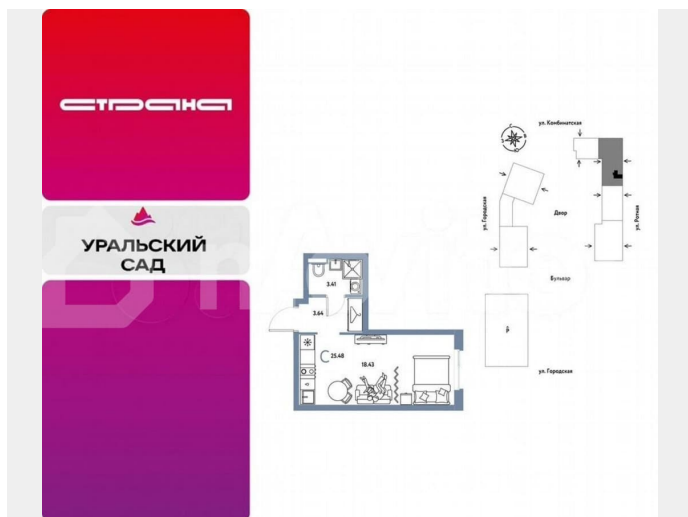 СТРАНА
УРАЛЬСКИЙ
САД
ул. Комбинатская
Г
В
З
Ю
ул. Городская
Двор
ул. Ратная
Бульвар
P
ул. Городская
3.41
3.64
С 25.48
18.43